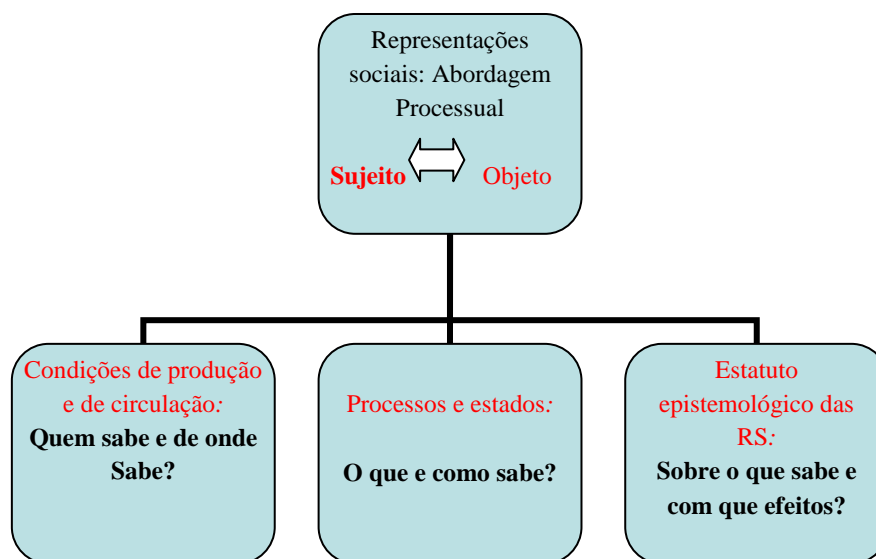 Representações
sociais: Abordagem
Processual
Sujeito Objeto
Condições de produção
e de circulação:
Quem sabe e de onde
Sabe?
Processos e estados:
O que e como sabe?
Estatuto
epistemológico das
RS:
Sobre o que sabe e
com que efeitos?